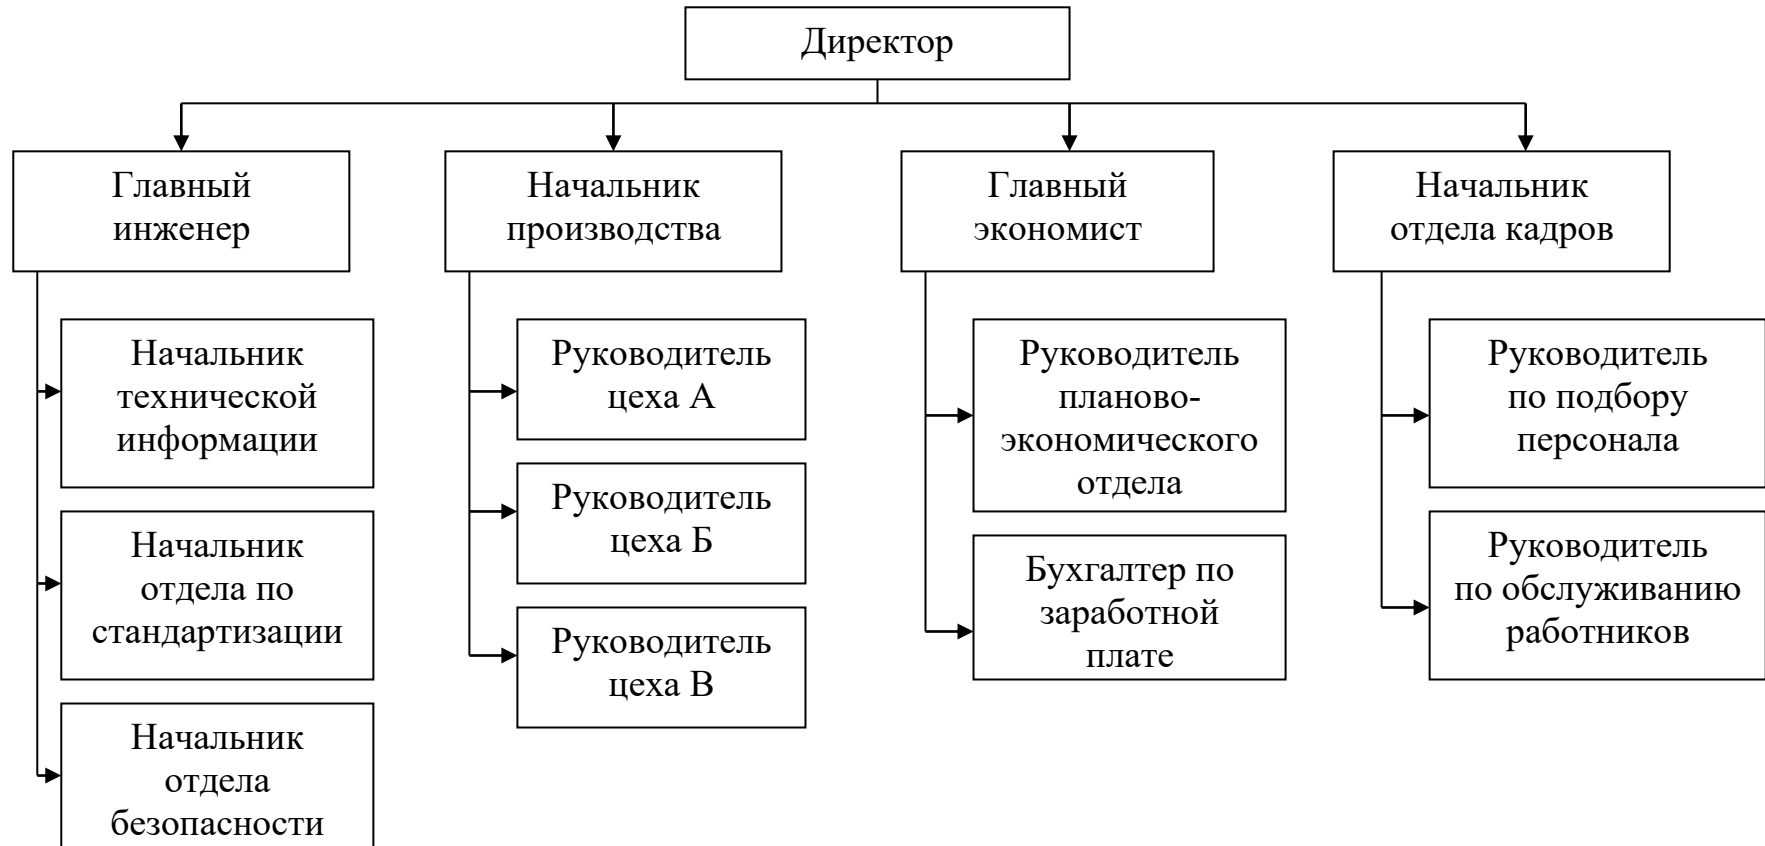 Директор
Главный
инженер
Начальник
производства
Главный
экономист
Начальник
отдела кадров
Начальник
технической
информации
Начальник
отдела по
стандартизации
Начальник
отдела
безопасности
Руководитель
цеха А
Руководитель
цеха Б
Руководитель
цеха В
Руководитель
планово-
экономического
отдела
Бухгалтер по
заработной
плате
Руководитель
по подбору
персонала
Руководитель
по обслуживанию
работников